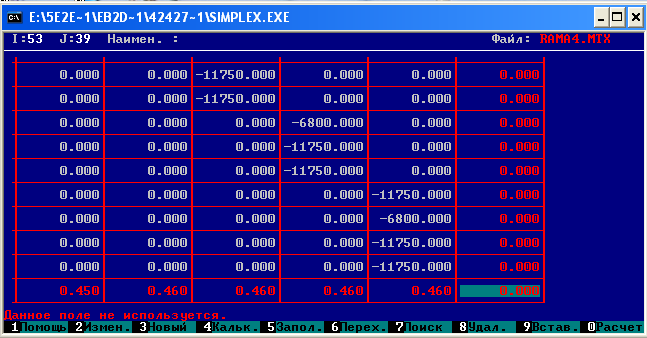 E:\5E2E~1\EB2D~1\42427-1\SIMPLEX.EXE
I:53 J:39 Наимен. : Файл: RAMA4.MTX
0.000 0.000 -11750.000 0.000 0.000 0.000
0.000 0.000 -11750.000 0.000 0.000 0.000
0.000 0.000 0.000 -6800.000 0.000 0.000
0.000 0.000 0.000 -11750.000 0.000 0.000
0.000 0.000 0.000 -11750.000 0.000 0.000
0.000 0.000 0.000 0.000 -11750.000 0.000
0.000 0.000 0.000 0.000 -6800.000 0.000
0.000 0.000 0.000 0.000 -11750.000 0.000
0.000 0.000 0.000 0.000 -11750.000 0.000
0.450 0.460 0.460 0.460 0.460 0.000
Данное поле не используется.
1Помощь 2Измен. 3Новый 4Кальк. 5Запол. 6Перех. 7Поиск 8Удал. 9Встав. 0Расчет